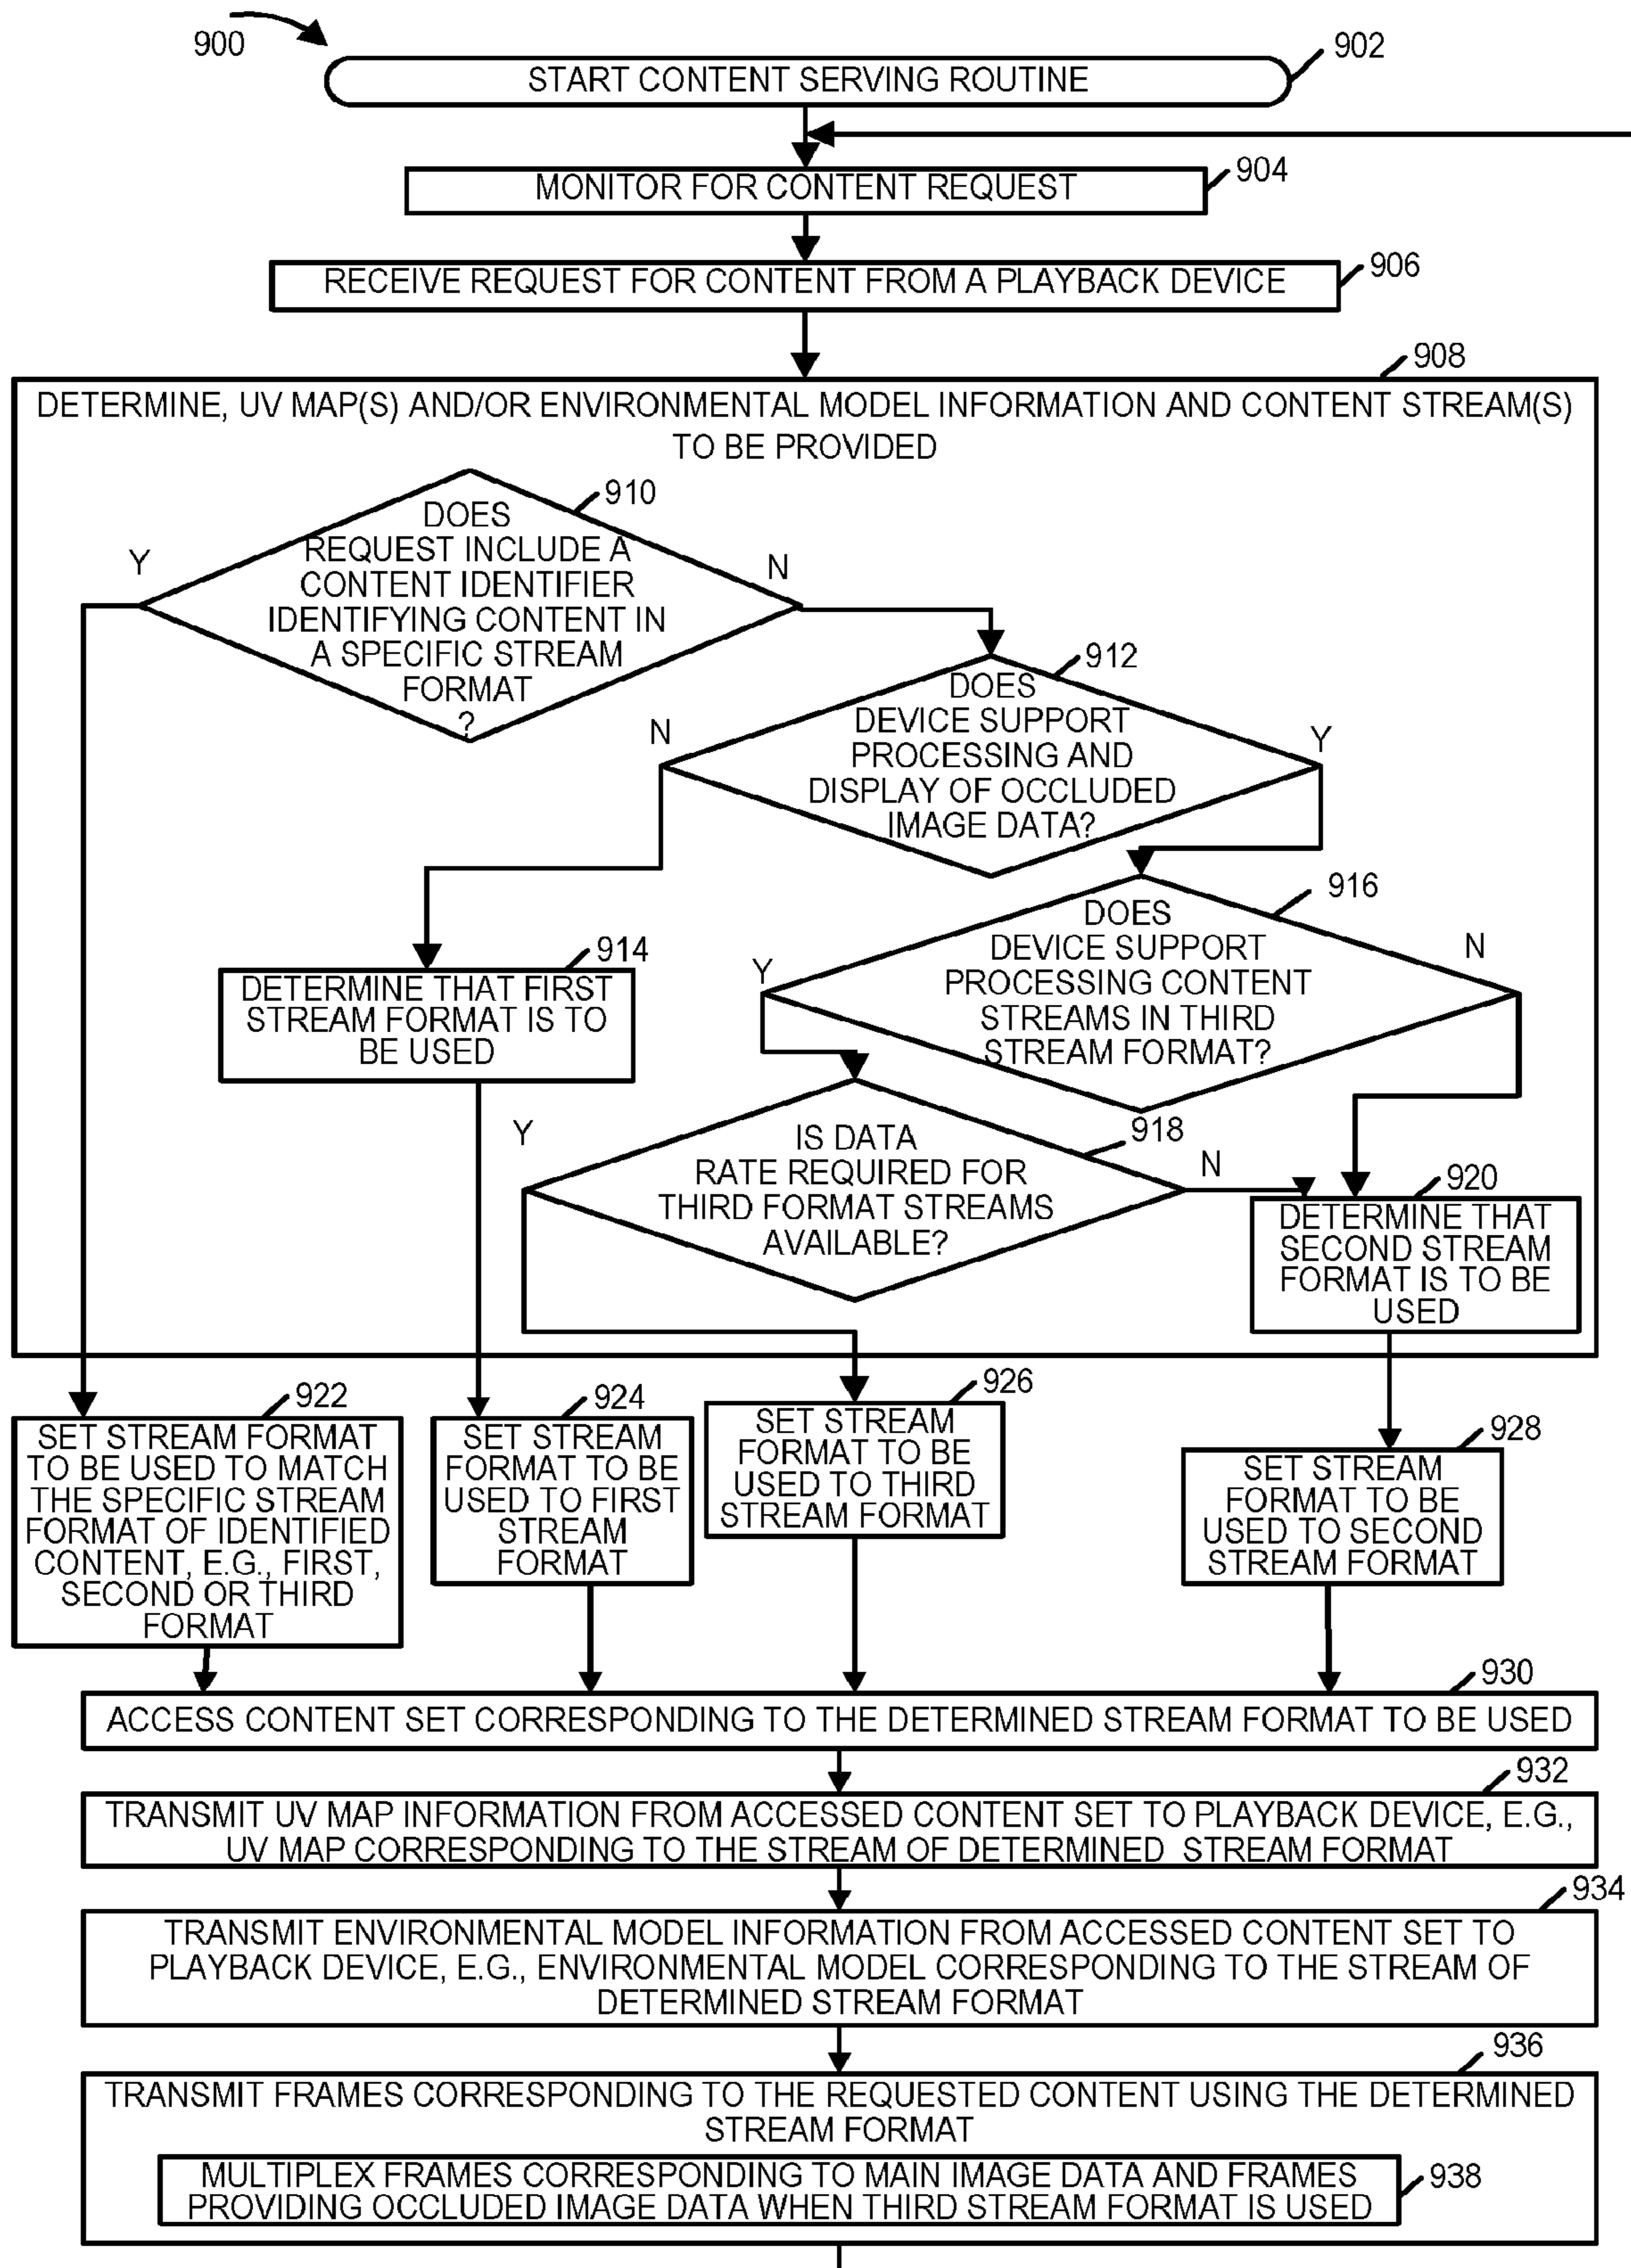 900
START CONTENT SERVING ROUTINE
902
MONITOR FOR CONTENT REQUEST
904
RECEIVE REQUEST FOR CONTENT FROM A PLAYBACK DEVICE
906
908
DETERMINE, UV MAP(S) AND/OR ENVIRONMENTAL MODEL INFORMATION AND CONTENT STREAM(S)
TO BE PROVIDED
910
DOES
REQUEST INCLUDE A
CONTENT IDENTIFIER
IDENTIFYING CONTENT IN
A SPECIFIC STREAM
FORMAT
?
Y
N
912
DOES
DEVICE SUPPORT
PROCESSING AND
DISPLAY OF OCCLUDED
IMAGE DATA?
N
Y
914
DETERMINE THAT FIRST
STREAM FORMAT IS TO
BE USED
916
DOES
DEVICE SUPPORT
PROCESSING CONTENT
STREAMS IN THIRD
STREAM FORMAT?
Y
N
918
IS DATA
RATE REQUIRED FOR
THIRD FORMAT STREAMS
AVAILABLE?
Y
N
920
DETERMINE THAT
SECOND STREAM
FORMAT IS TO BE
USED
922
SET STREAM FORMAT
TO BE USED TO MATCH
THE SPECIFIC STREAM
FORMAT OF IDENTIFIED
CONTENT, E.G., FIRST,
SECOND OR THIRD
FORMAT
924
SET STREAM
FORMAT TO BE
USED TO FIRST
STREAM
FORMAT
926
SET STREAM
FORMAT TO BE
USED TO THIRD
STREAM FORMAT
928
SET STREAM
FORMAT TO BE
USED TO SECOND
STREAM FORMAT
930
ACCESS CONTENT SET CORRESPONDING TO THE DETERMINED STREAM FORMAT TO BE USED
932
TRANSMIT UV MAP INFORMATION FROM ACCESSED CONTENT SET TO PLAYBACK DEVICE, E.G.,
UV MAP CORRESPONDING TO THE STREAM OF DETERMINED STREAM FORMAT
934
TRANSMIT ENVIRONMENTAL MODEL INFORMATION FROM ACCESSED CONTENT SET TO
PLAYBACK DEVICE, E.G., ENVIRONMENTAL MODEL CORRESPONDING TO THE STREAM OF
DETERMINED STREAM FORMAT
936
TRANSMIT FRAMES CORRESPONDING TO THE REQUESTED CONTENT USING THE DETERMINED
STREAM FORMAT
MULTIPLEX FRAMES CORRESPONDING TO MAIN IMAGE DATA AND FRAMES
PROVIDING OCCLUDED IMAGE DATA WHEN THIRD STREAM FORMAT IS USED
938